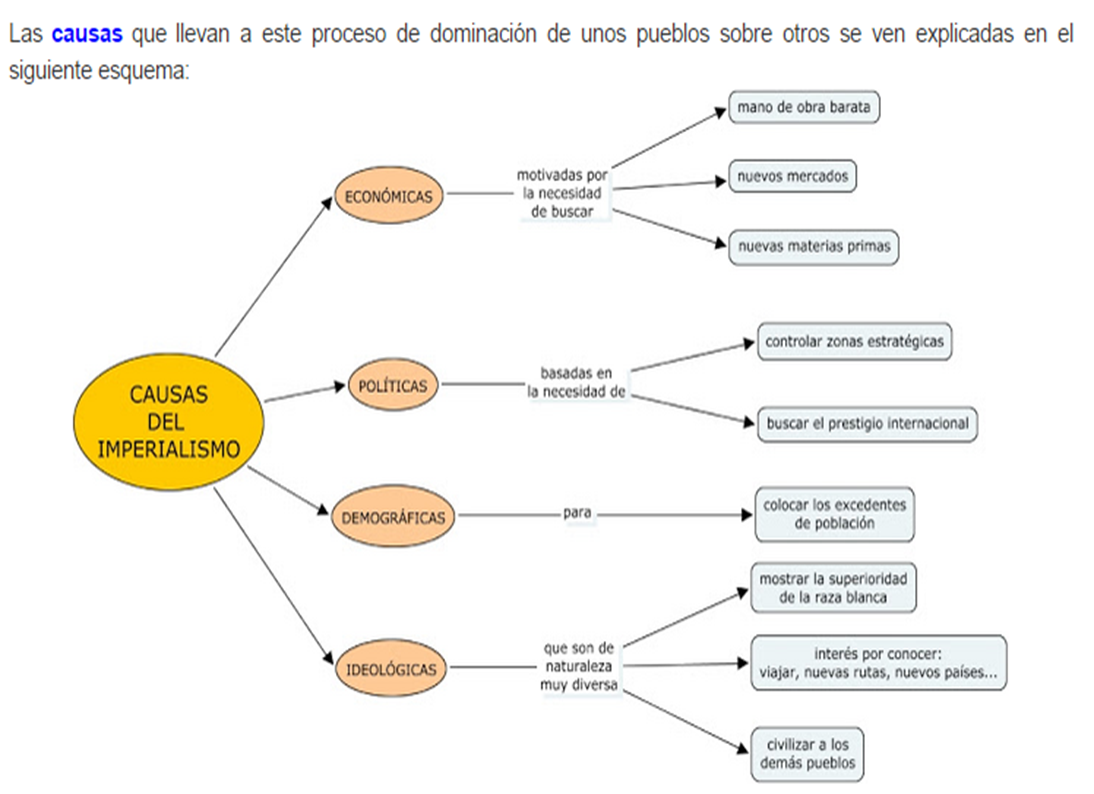 Las causas que llevan a este proceso de dominación de unos pueblos sobre otros se ven explicadas en el
siguiente esquema:
CAUSAS
DEL
IMPERIALISMO
ECONÓMICAS
motivadas por
la necesidad
de buscar
mano de obra barata
nuevos mercados
nuevas materias primas
POLÍTICAS
basadas en
la necesidad de
controlar zonas estratégicas
buscar el prestigio internacional
DEMOGRÁFICAS
para
colocar los excedentes
de población
IDEOLÓGICAS
que son de
naturaleza
muy diversa
mostrar la superioridad
de la raza blanca
interés por conocer:
viajar, nuevas rutas, nuevos países...
civilizar a los
demás pueblos